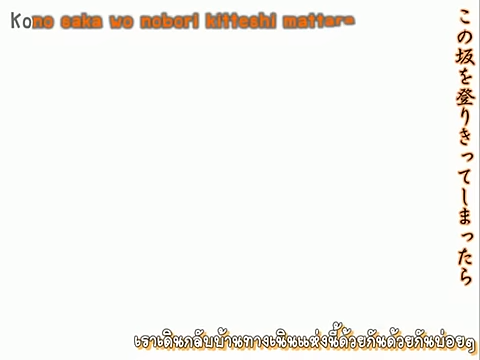 Kono saka wo nobori kitteshi mattara
この坂を登りきってしまったら
เราเดินกลับบ้านทางเนินแห่งนี้ด้วยกันด้วยกันบ่อยๆ